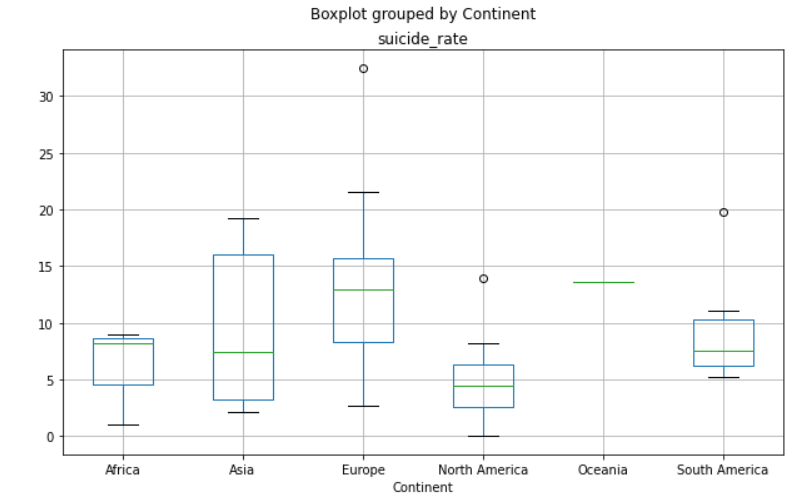 Boxplot grouped by Continent
suicide_rate
30
25
20
15
10
5
0
Africa Asia Europe North America Oceania South America
Continent